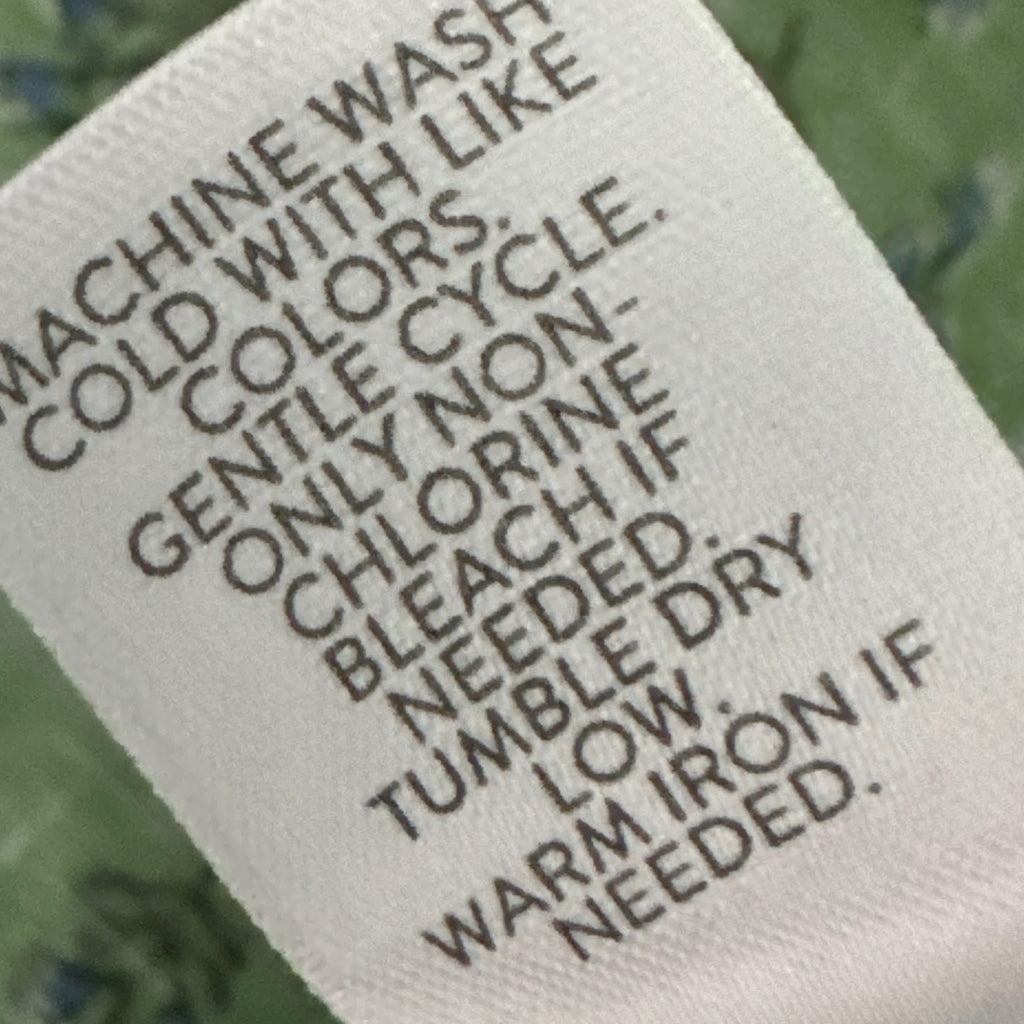 MACHINE WASH
COLD WITH LIKE
COLORS.
GENTLE CYCLE.
ONLY NON-
CHLORINE
BLEACH IF
NEEDED.
TUMBLE DRY
LOW.
WARM IRON IF
NEEDED.